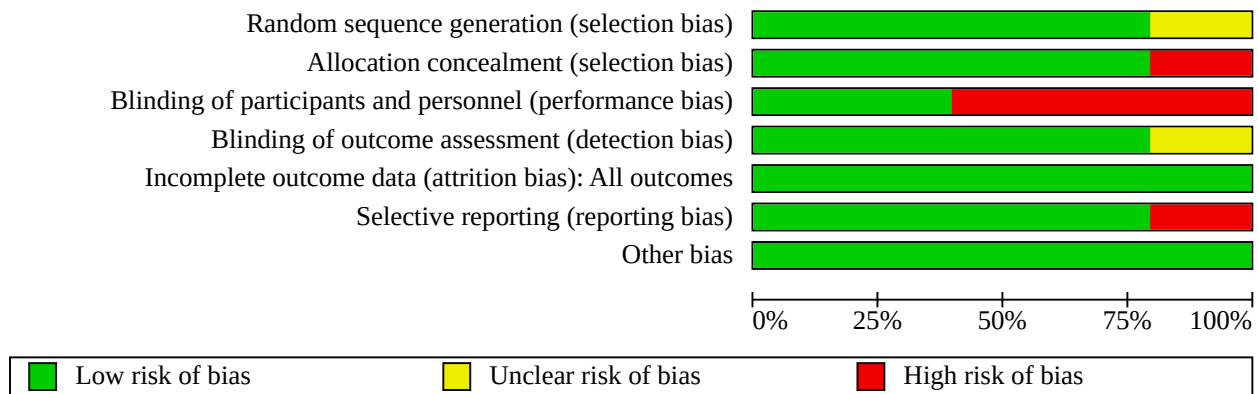 Random sequence generation (selection bias)
Allocation concealment (selection bias)
Blinding of participants and personnel (performance bias)
Blinding of outcome assessment (detection bias)
Incomplete outcome data (attrition bias): All outcomes
Selective reporting (reporting bias)
Other bias
0% 25% 50% 75% 100%
Low risk of bias Unclear risk of bias High risk of bias